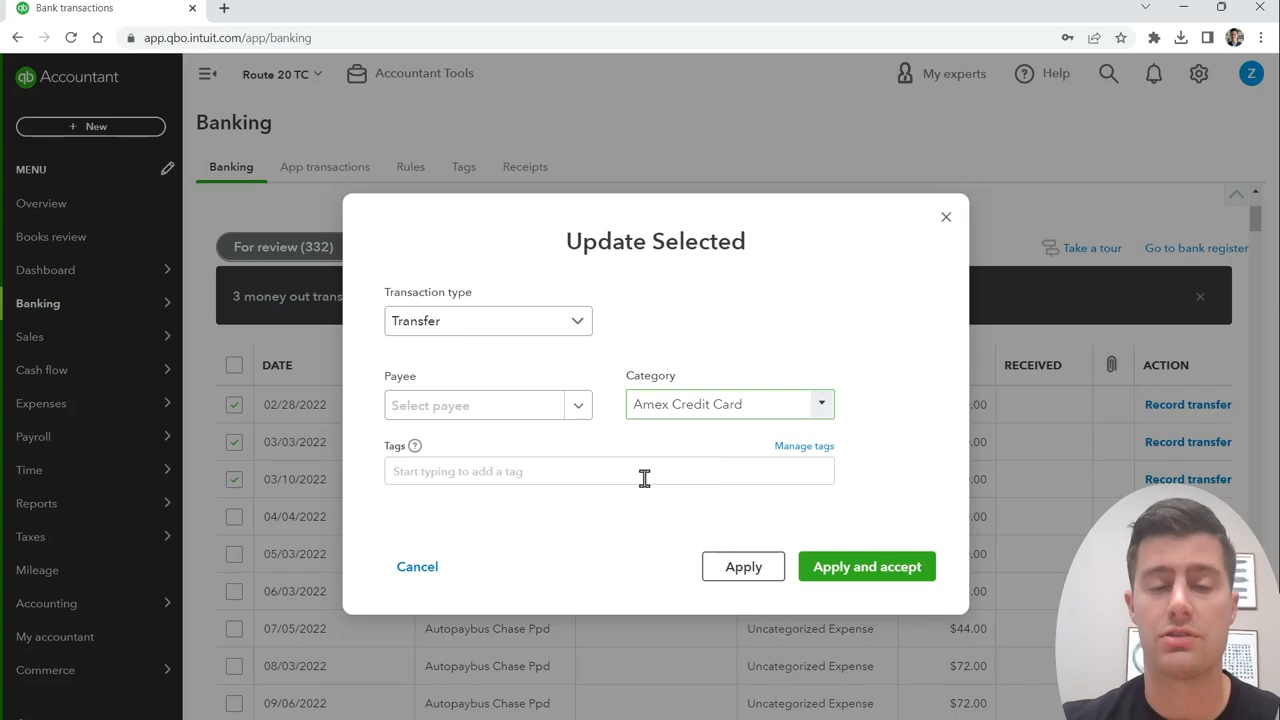 Bank transactions
app.qbo.intuit.com/app/banking
qb Accountant
Route 20 TC
Accountant Tools
My experts
Help
Z
+ New
Banking
MENU
Banking App transactions Rules Tags Receipts
Overview
Books review
Dashboard
Banking
Sales
Cash flow
Expenses
Payroll
Time
Reports
Taxes
Mileage
Accounting
My accountant
Commerce
For review (332)
Take a tour
Go to bank register
3 money out trans
DATE RECEIVED ACTION
02/28/2022 .00 Record transfer
03/03/2022 .00 Record transfer
03/10/2022 .00 Record transfer
04/04/2022 .00
05/03/2022 .00
06/03/2022 .00
07/05/2022 Autopaybus Chase Ppd Uncategorized Expense $44.00
08/03/2022 Autopaybus Chase Ppd Uncategorized Expense $72.00
09/06/2022 Autopaybus Chase Ppd Uncategorized Expense $72.00
Update Selected
Transaction type
Transfer
Payee Category
Select payee Amex Credit Card
Tags ? Manage tags
Start typing to add a tag
Cancel Apply Apply and accept